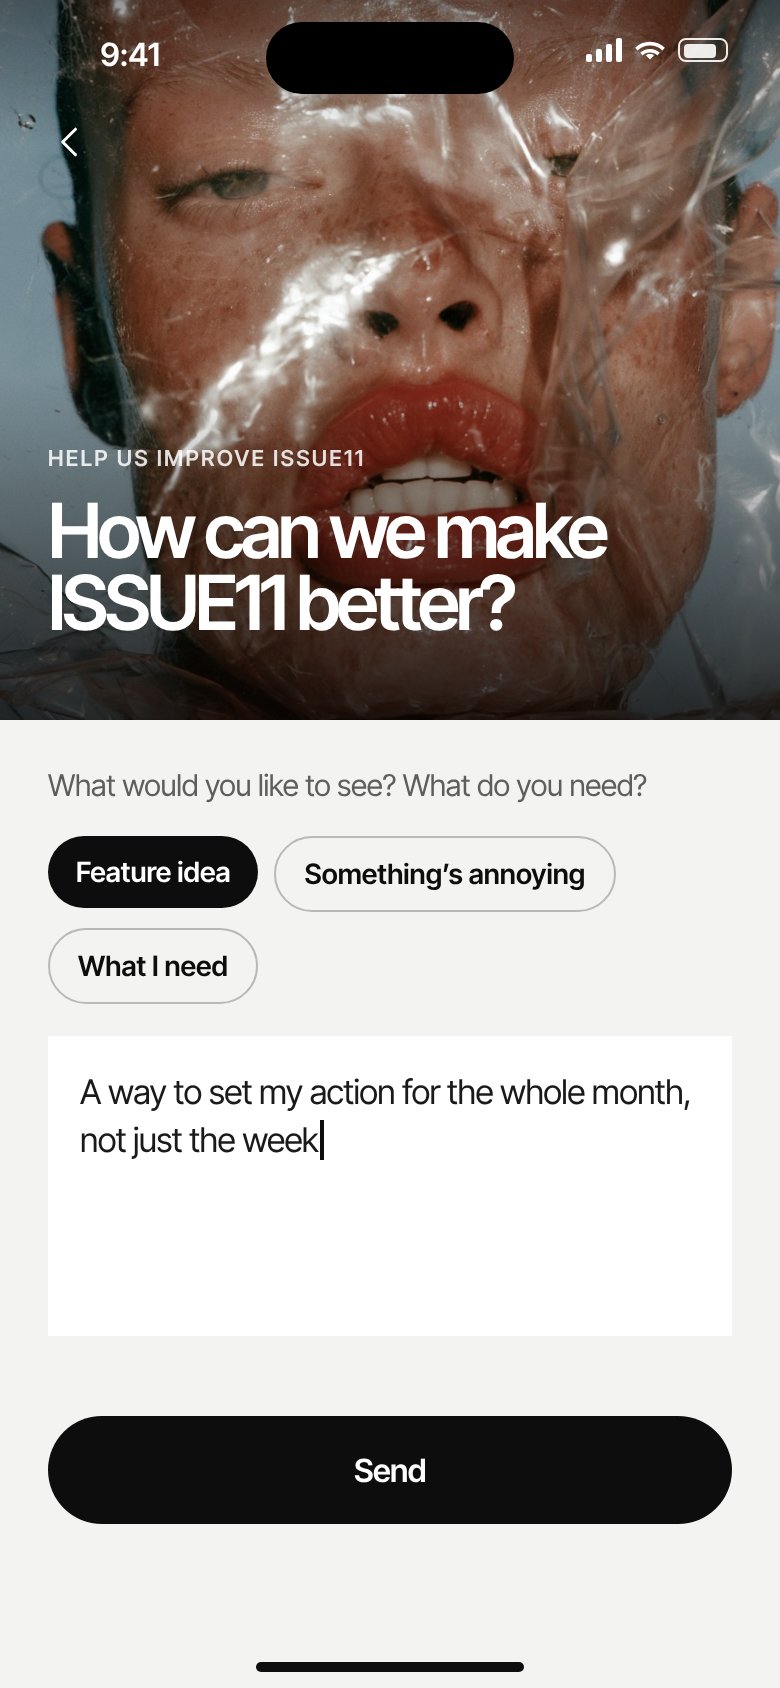 9:41
HELP US IMPROVE ISSUE11
How can we make
ISSUE11 better?
What would you like to see? What do you need?
Feature idea
Something’s annoying
What I need
A way to set my action for the whole month,
not just the week
Send